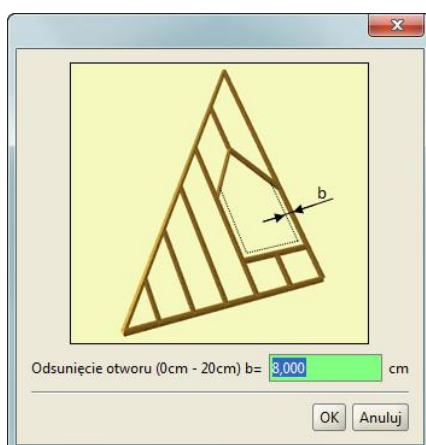 b
Odsunięcie otworu (0cm - 20cm) b= 8,000 cm
OK Anuluj